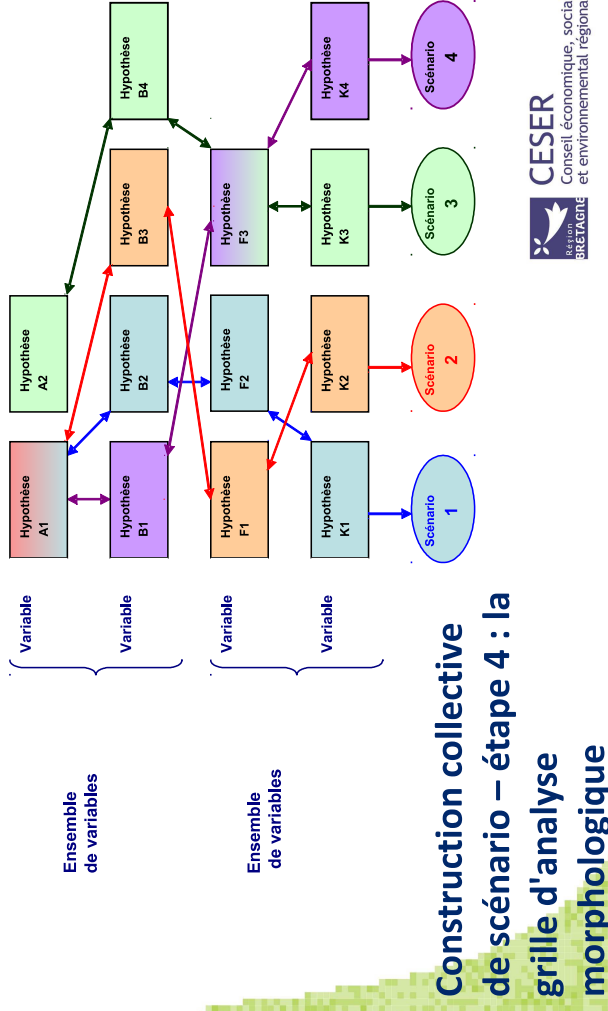 Ensemble
de variables
Variable
Hypothèse
A1
Hypothèse
A2
Variable
Hypothèse
B1
Hypothèse
B2
Hypothèse
B3
Hypothèse
B4
Ensemble
de variables
Variable
Hypothèse
F1
Hypothèse
F2
Hypothèse
F3
Variable
Hypothèse
K1
Hypothèse
K2
Hypothèse
K3
Hypothèse
K4
Scénario
1
Scénario
2
Scénario
3
Scénario
4
Construction collective
de scénario – étape 4 : la
grille d'analyse
morphologique
Région
BRETAGNE
CESER
Conseil économique, socia
et environnemental régiona